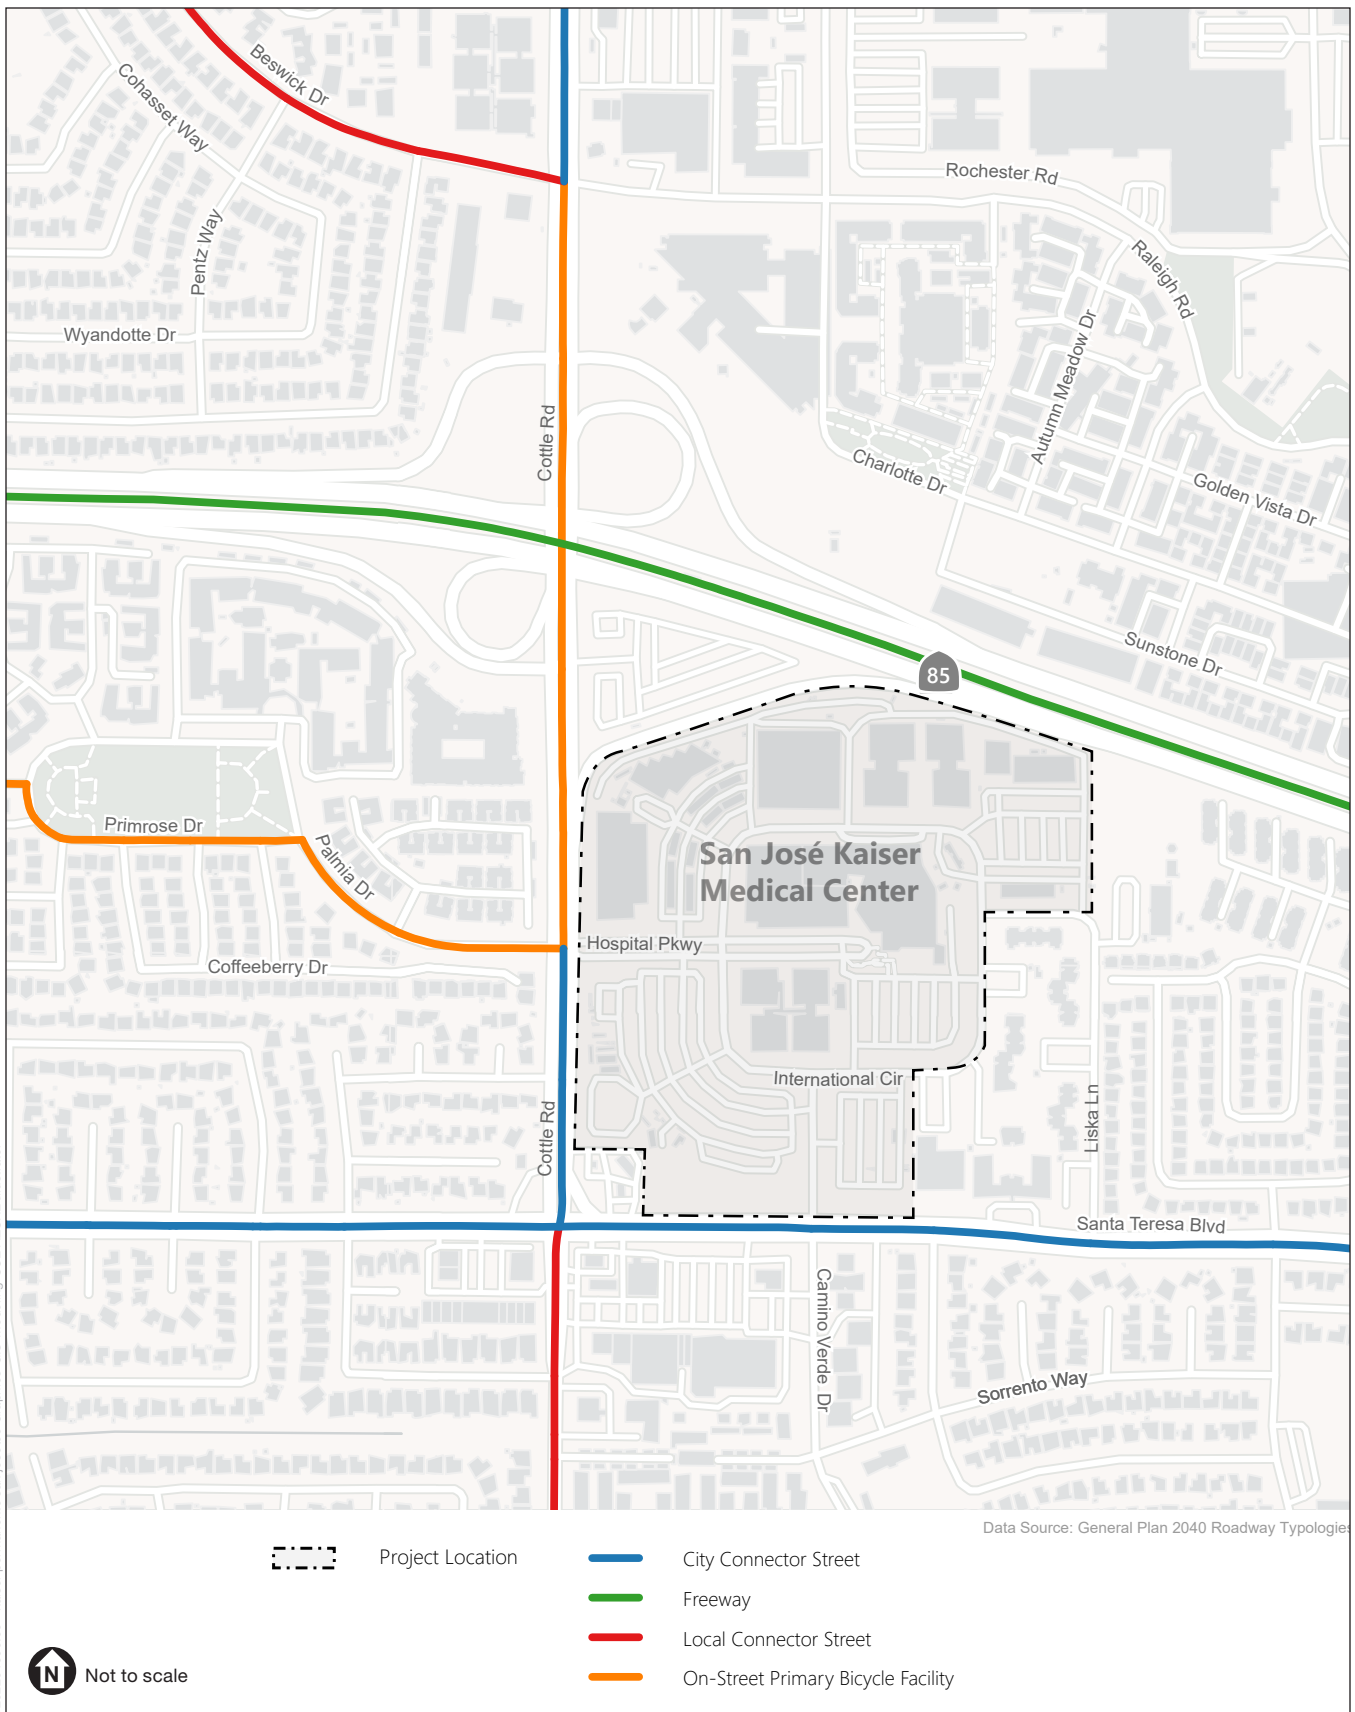 Beswick Dr
Cohasset Way
Rochester Rd
Pentz Way
Raleigh Rd
Wyandotte Dr
Autumn Meadow Dr
Cottle Rd
Charlotte Dr
Golden Vista Dr
Sunstone Dr
85
Primrose Dr
Palmia Dr
San José Kaiser
Medical Center
Hospital Pkwy
Coffeeberry Dr
International Cir
Cottle Rd
Liska Ln
Santa Teresa Blvd
Camino Verde Dr
Sorrento Way
Data Source: General Plan 2040 Roadway Typologies
Project Location
City Connector Street
Freeway
Local Connector Street
On-Street Primary Bicycle Facility
N
Not to scale